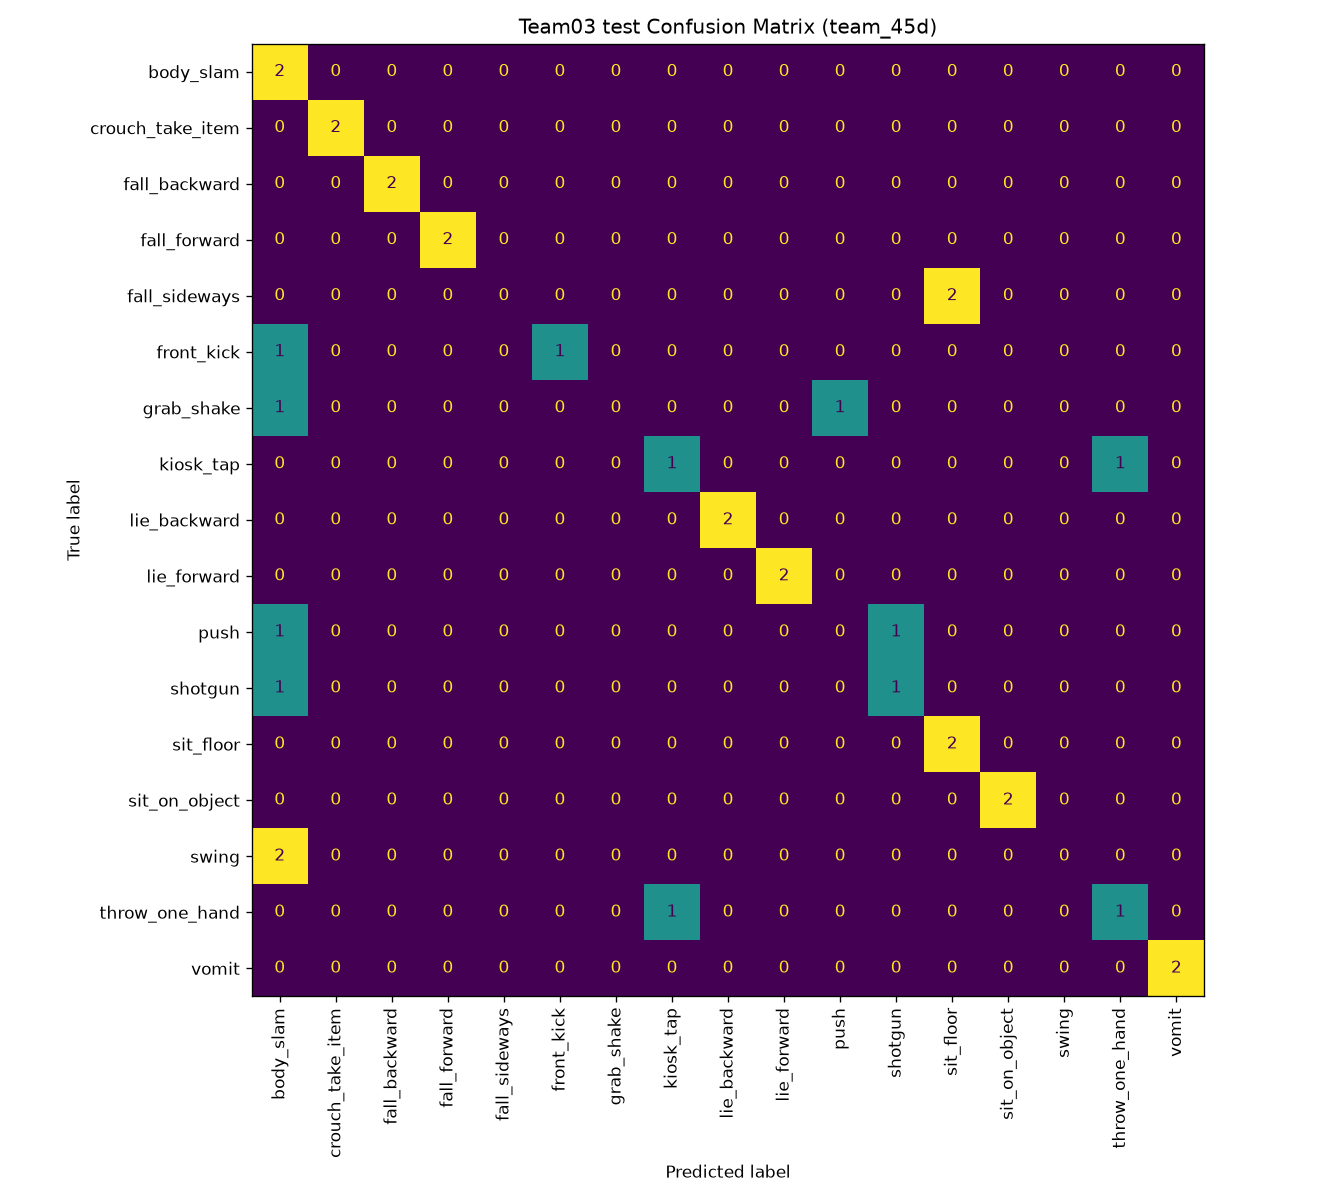 Team03 test Confusion Matrix (team_45d)
True label
body_slam 2 0 0 0 0 0 0 0 0 0 0 0 0 0 0 0 0
crouch_take_item 0 2 0 0 0 0 0 0 0 0 0 0 0 0 0 0 0
fall_backward 0 0 2 0 0 0 0 0 0 0 0 0 0 0 0 0 0
fall_forward 0 0 0 2 0 0 0 0 0 0 0 0 0 0 0 0 0
fall_sideways 0 0 0 0 0 0 0 0 0 0 0 0 2 0 0 0 0
front_kick 1 0 0 0 0 1 0 0 0 0 0 0 0 0 0 0 0
grab_shake 1 0 0 0 0 0 0 0 0 0 1 0 0 0 0 0 0
kiosk_tap 0 0 0 0 0 0 0 1 0 0 0 0 0 0 0 1 0
lie_backward 0 0 0 0 0 0 0 0 2 0 0 0 0 0 0 0 0
lie_forward 0 0 0 0 0 0 0 0 0 2 0 0 0 0 0 0 0
push 1 0 0 0 0 0 0 0 0 0 0 1 0 0 0 0 0
shotgun 1 0 0 0 0 0 0 0 0 0 0 1 0 0 0 0 0
sit_floor 0 0 0 0 0 0 0 0 0 0 0 0 2 0 0 0 0
sit_on_object 0 0 0 0 0 0 0 0 0 0 0 0 0 2 0 0 0
swing 2 0 0 0 0 0 0 0 0 0 0 0 0 0 0 0 0
throw_one_hand 0 0 0 0 0 0 0 1 0 0 0 0 0 0 0 1 0
vomit 0 0 0 0 0 0 0 0 0 0 0 0 0 0 0 0 2
body_slam
crouch_take_item
fall_backward
fall_forward
fall_sideways
front_kick
grab_shake
kiosk_tap
lie_backward
lie_forward
push
shotgun
sit_floor
sit_on_object
swing
throw_one_hand
vomit
Predicted label